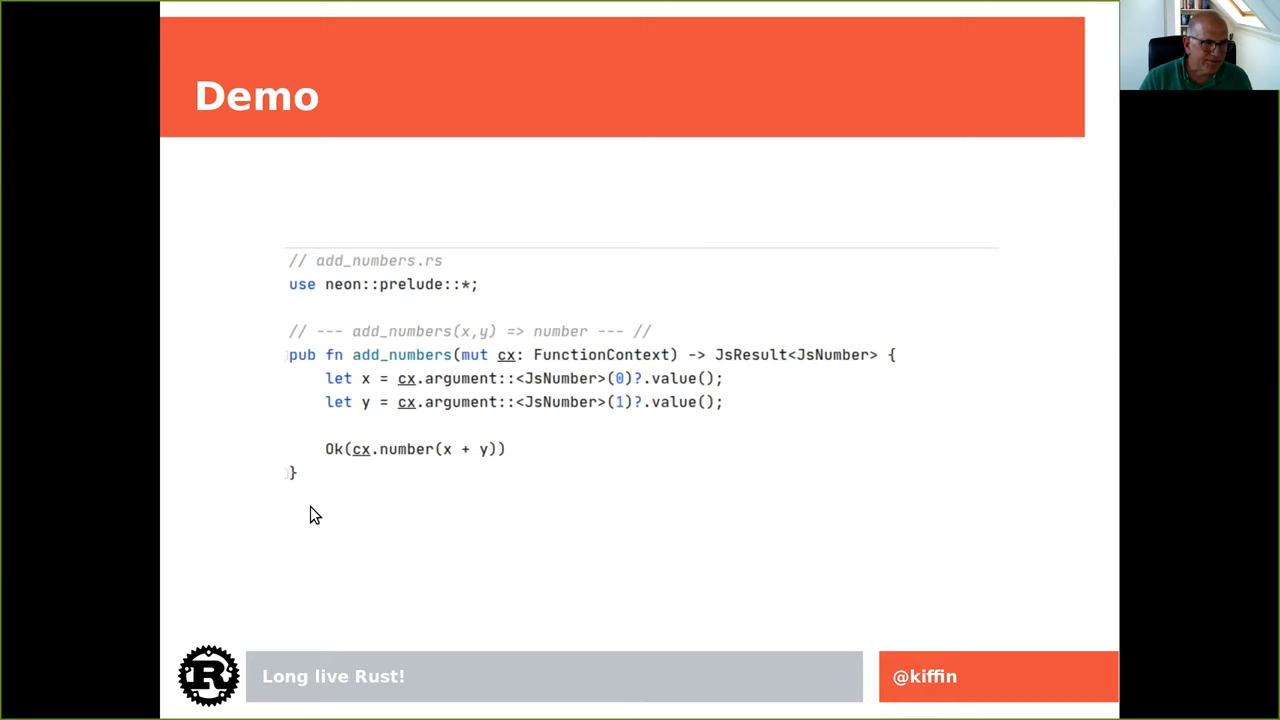 Demo
// add_numbers.rs
use neon::prelude::*;
// --- add_numbers(x,y) => number --- //
pub fn add_numbers(mut cx: FunctionContext) -> JsResult<JsNumber> {
let x = cx.argument::<JsNumber>(0)?.value();
let y = cx.argument::<JsNumber>(1)?.value();
Ok(cx.number(x + y))
}
R
Long live Rust!
@kiffin